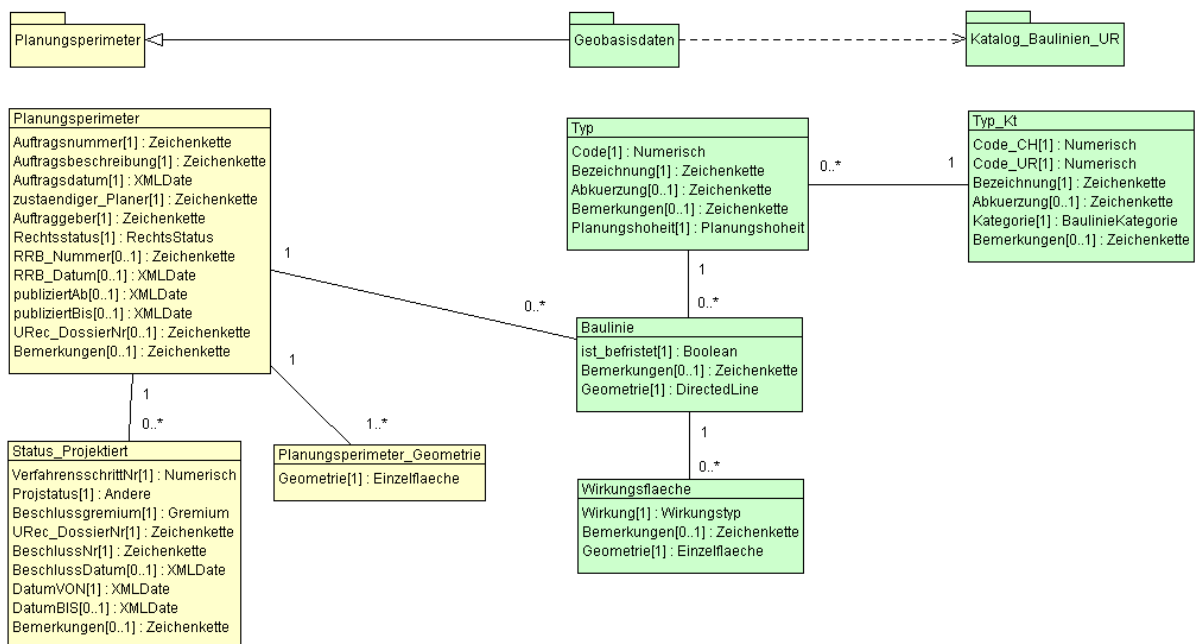 Planungsperimeter
Geobasisdaten
Katalog_Baulinien_UR
Planungsperimeter
Auftragsnummer[1] : Zeichenkette
Auftragsbeschreibung[1] : Zeichenkette
Auftragsdatum[1] : XMLDate
zustaendiger_Planer[1] : Zeichenkette
Auftraggeber[1] : Zeichenkette
Rechtsstatus[1] : RechtsStatus
RRB_Nummer[0..1] : Zeichenkette
RRB_Datum[0..1] : XMLDate
publiziertAb[0..1] : XMLDate
publiziertBis[0..1] : XMLDate
URec_DossierNr[0..1] : Zeichenkette
Bemerkungen[0..1] : Zeichenkette
Typ
Code[1] : Numerisch
Bezeichnung[1] : Zeichenkette
Abkuerzung[0..1] : Zeichenkette
Bemerkungen[0..1] : Zeichenkette
Planungshoheit[1] : Planungshoheit
0..*
1
Typ_Kt
Code_CH[1] : Numerisch
Code_UR[1] : Numerisch
Bezeichnung[1] : Zeichenkette
Abkuerzung[0..1] : Zeichenkette
Kategorie[1] : BaulinieKategorie
Bemerkungen[0..1] : Zeichenkette
1
0..*
1
0..*
Baulinie
ist_befristet[1] : Boolean
Bemerkungen[0..1] : Zeichenkette
Geometrie[1] : DirectedLine
1
1..*
1
0..*
Status_Projektiert
VerfahrensschrittNr[1] : Numerisch
Projstatus[1] : Andere
Beschlussgremium[1] : Gremium
URec_DossierNr[1] : Zeichenkette
BeschlussNr[1] : Zeichenkette
BeschlussDatum[0..1] : XMLDate
DatumVON[1] : XMLDate
DatumBIS[0..1] : XMLDate
Bemerkungen[0..1] : Zeichenkette
Planungsperimeter_Geometrie
Geometrie[1] : Einzelflaeche
1
0..*
Wirkungsflaeche
Wirkung[1] : Wirkungstyp
Bemerkungen[0..1] : Zeichenkette
Geometrie[1] : Einzelflaeche